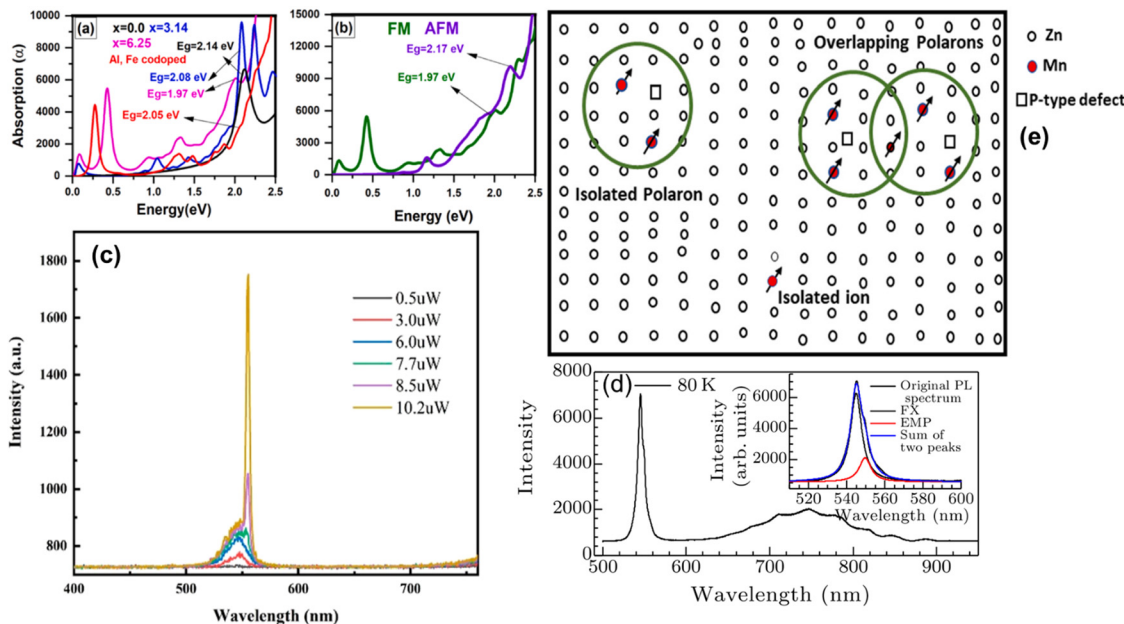 (a)
x=0.0 x=3.14
x=6.25
Al, Fe codoped
Eg=2.14 eV
Eg=2.08 eV
Eg=1.97 eV
Eg=2.05 eV
Absorption (α)
10000
8000
6000
4000
2000
0
0.0 0.5 1.0 1.5 2.0 2.5
Energy(eV)
(b)
FM AFM
Eg=2.17 eV
Eg=1.97 eV
15000
12000
9000
6000
3000
0
0.0 0.5 1.0 1.5 2.0 2.5
Energy (eV)
Overlapping Polarons
Isolated Polaron
Isolated ion
Zn
Mn
P-type defect
(e)
(c)
0.5uW
3.0uW
6.0uW
7.7uW
8.5uW
10.2uW
Intensity (a.u.)
1800
1600
1400
1200
1000
800
400 500 600 700
Wavelength (nm)
(d)
80 K
Intensity
8000
6000
4000
2000
0
500 600 700 800 900
Wavelength (nm)
Intensity
(arb. units)
6000
4000
2000
Original PL
spectrum
FX
EMP
Sum of
two peaks
520 540 560 580 600
Wavelength (nm)